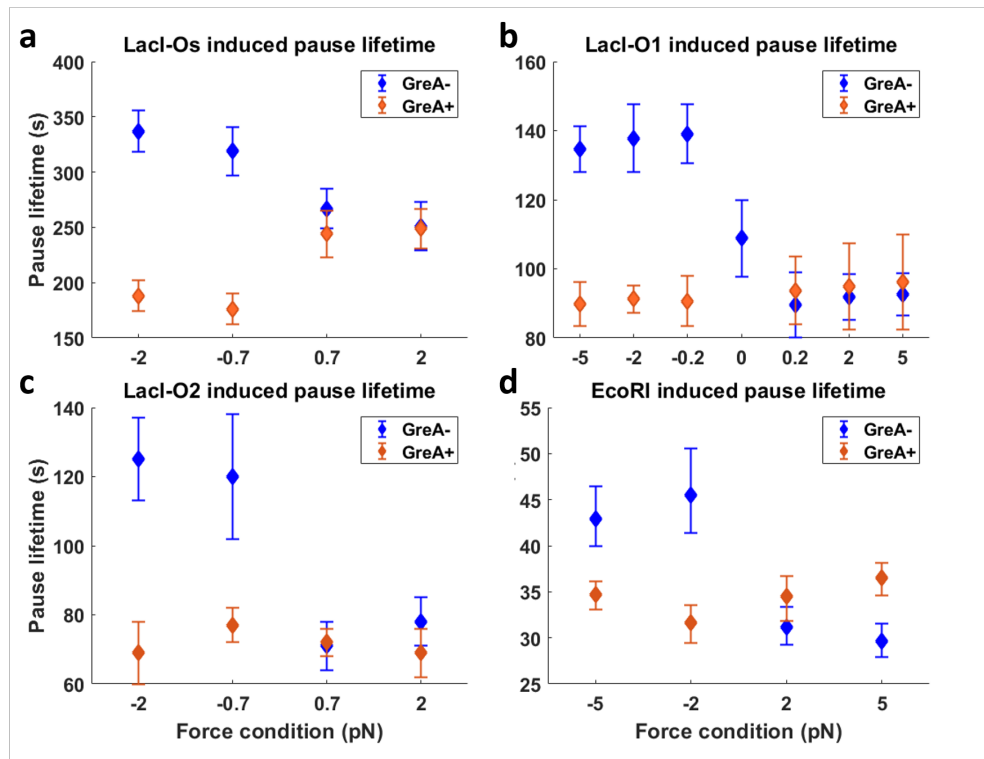 a
LacI-Os induced pause lifetime
400
350
300
250
200
150
Pause lifetime (s)
GreA-
GreA+
-2 -0.7 0.7 2
b
LacI-O1 induced pause lifetime
160
140
120
100
80
GreA-
GreA+
-5 -2 -0.2 0 0.2 2 5
c
LacI-O2 induced pause lifetime
140
120
100
80
60
Pause lifetime (s)
GreA-
GreA+
-2 -0.7 0.7 2
Force condition (pN)
d
EcoRI induced pause lifetime
55
50
45
40
35
30
25
GreA-
GreA+
-5 -2 2 5
Force condition (pN)